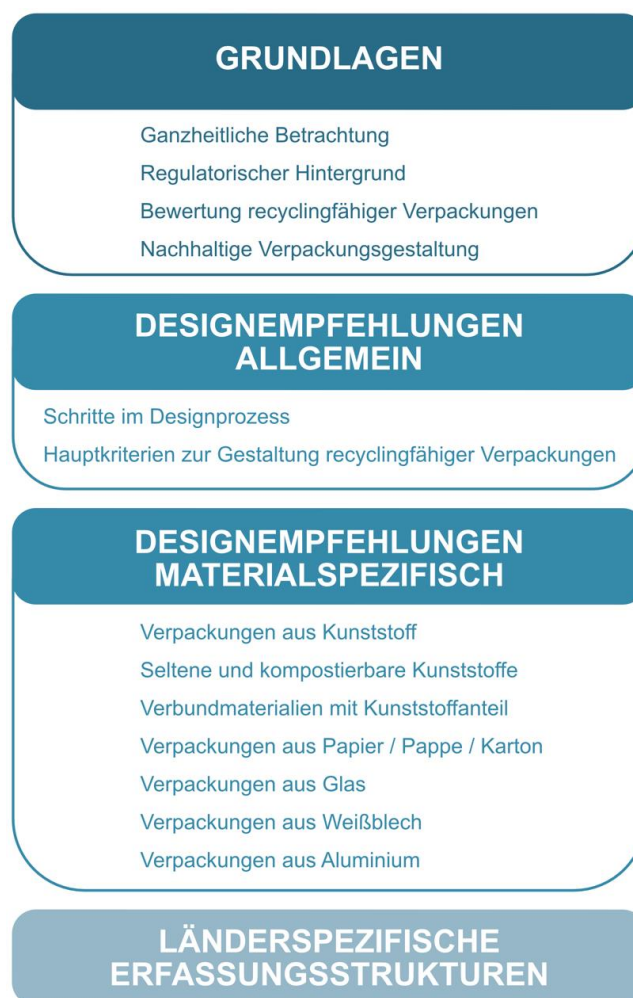 GRUNDLAGEN
Ganzheitliche Betrachtung
Regulatorischer Hintergrund
Bewertung recyclingfähiger Verpackungen
Nachhaltige Verpackungsgestaltung
DESIGNEMPFEHLUNGEN
ALLGEMEIN
Schritte im Designprozess
Hauptkriterien zur Gestaltung recyclingfähiger Verpackungen
DESIGNEMPFEHLUNGEN
MATERIALSPEZIFISCH
Verpackungen aus Kunststoff
Seltene und kompostierbare Kunststoffe
Verbundmaterialien mit Kunststoffanteil
Verpackungen aus Papier / Pappe / Karton
Verpackungen aus Glas
Verpackungen aus Weißblech
Verpackungen aus Aluminium
LÄNDERSPEZIFISCHE
ERFASSUNGSSTRUKTUREN